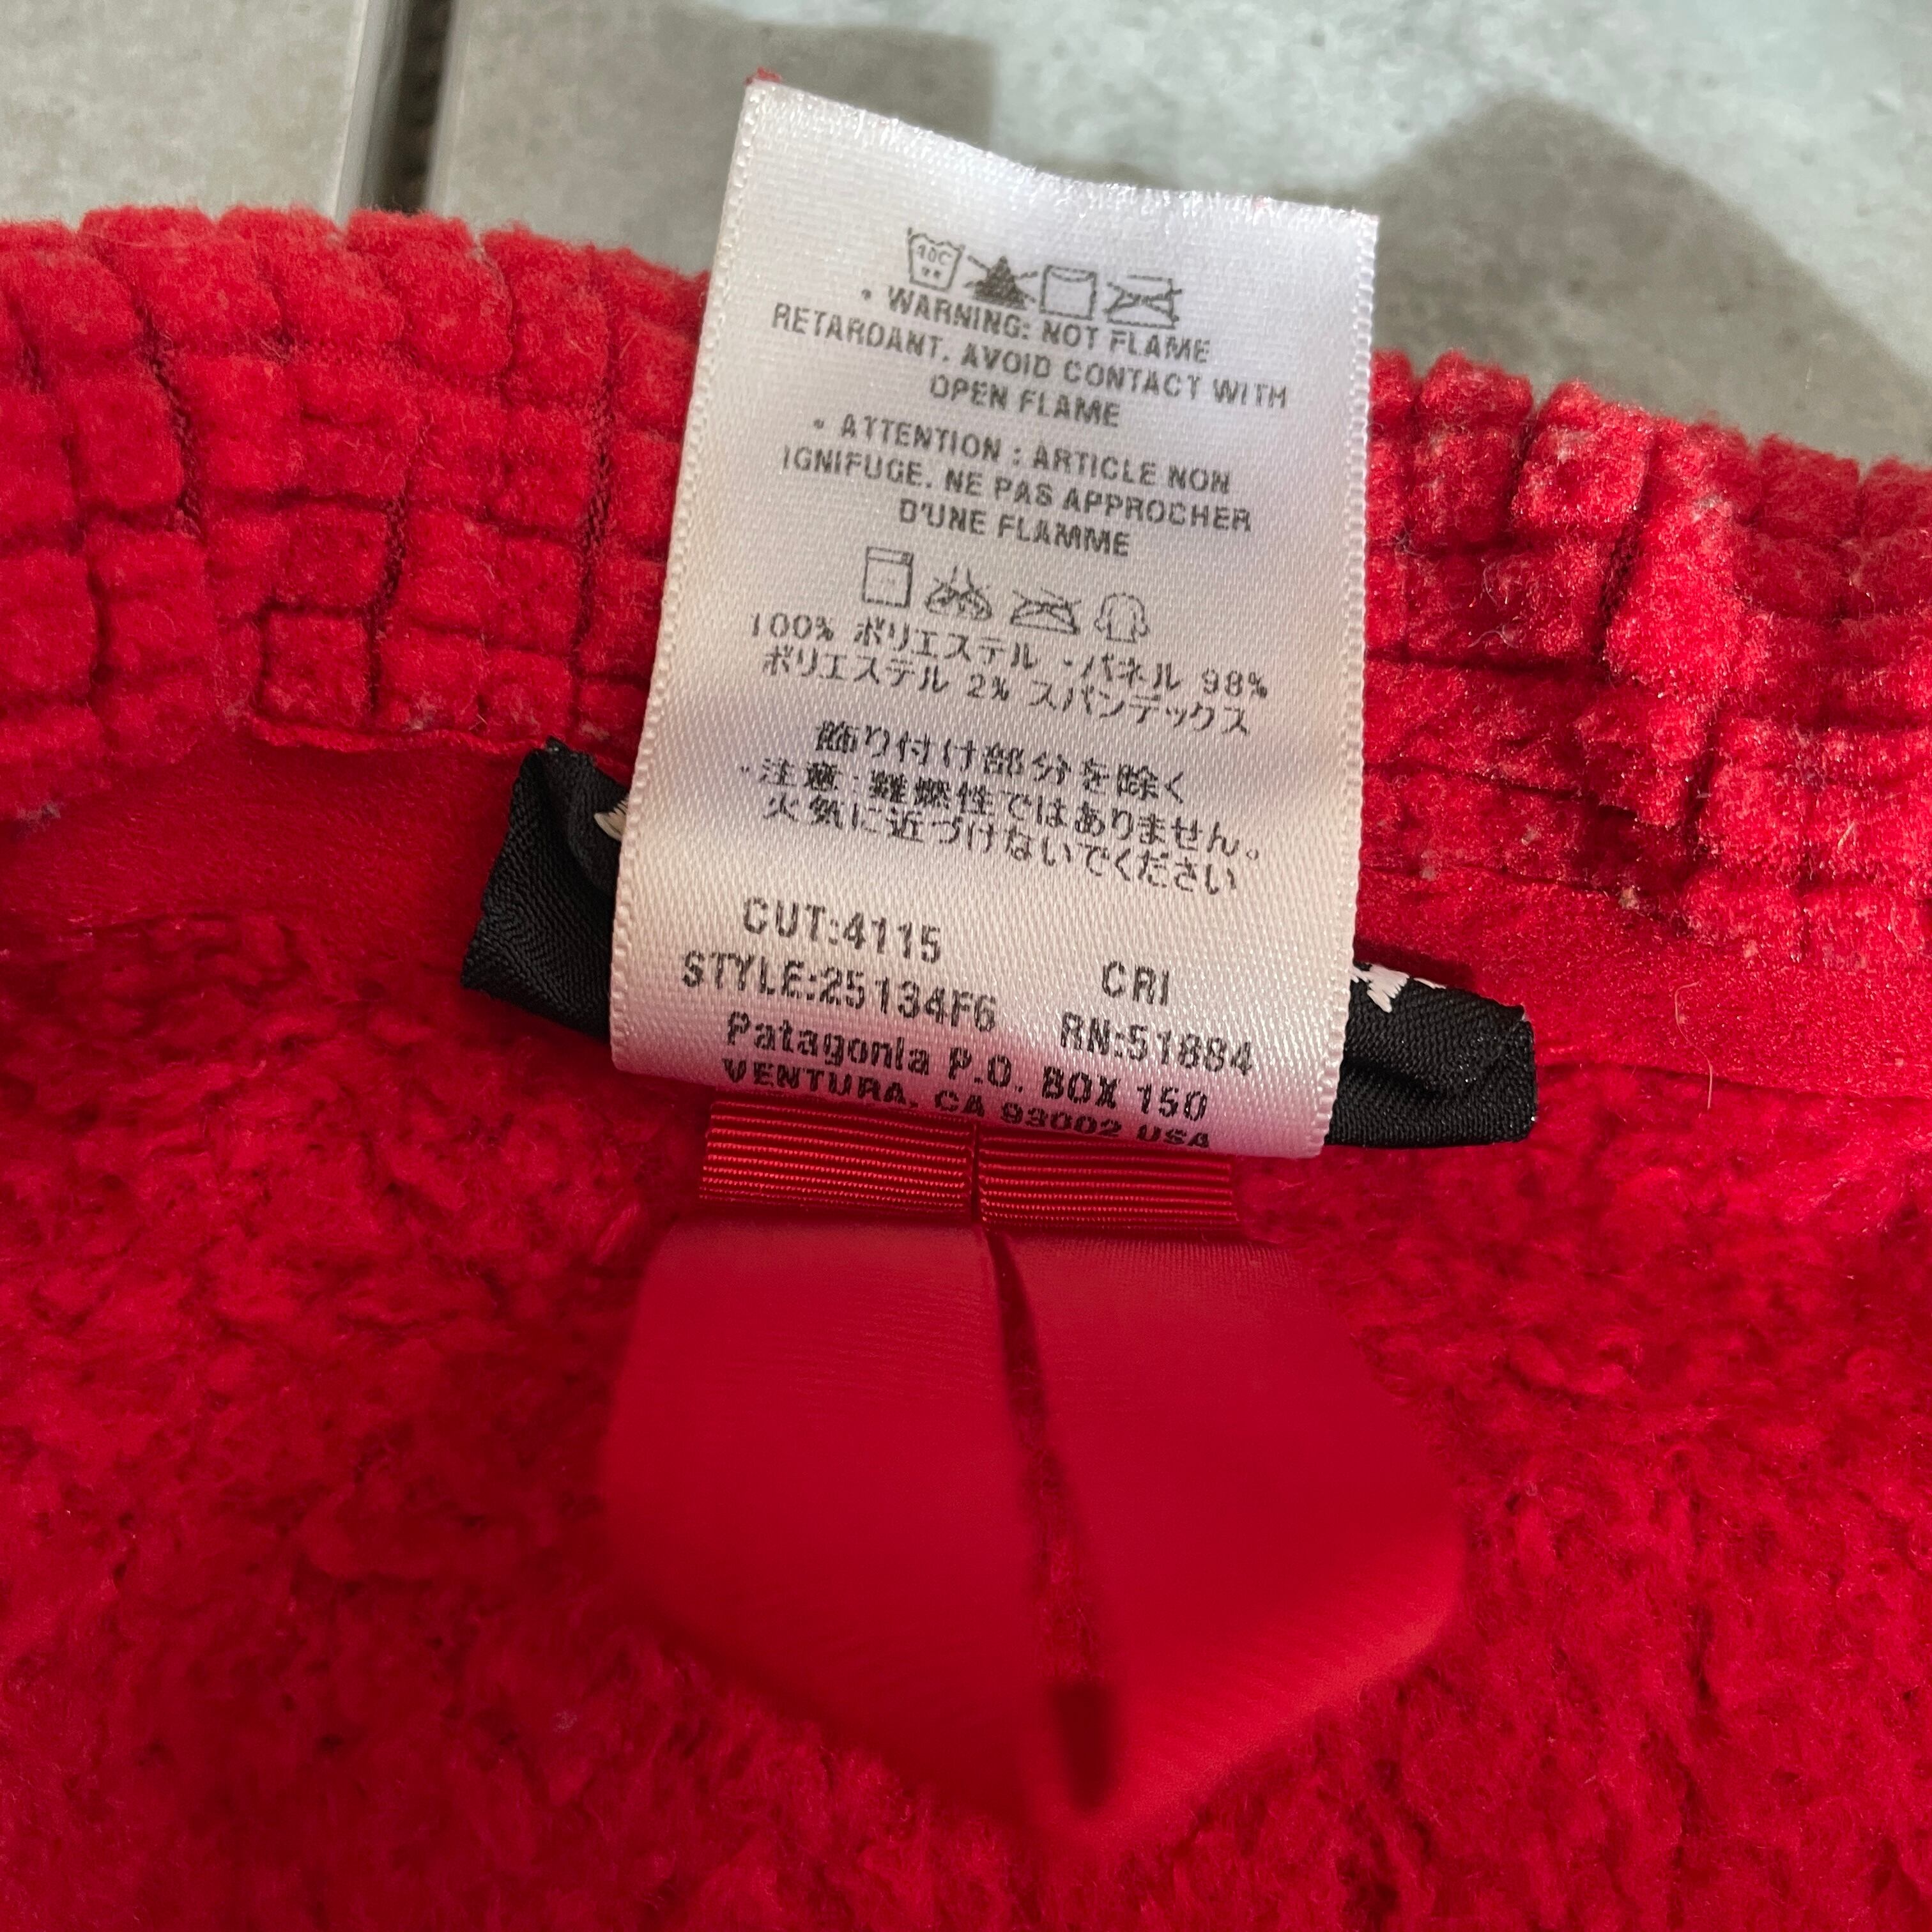 40C
• WARNING: NOT FLAME
RETARDANT. AVOID CONTACT WITH
OPEN FLAME
• ATTENTION : ARTICLE NON
IGNIFUGE. NE PAS APPROCHER
D'UNE FLAMME
100% ポリエステル ・パネル 98%
ポリエステル 2% スパンデックス
飾り付け部分を除く
・注意:難燃性ではありません。
火気に近づけないでください
CUT:4115
STYLE:25134F6 CRI
Patagonia P.O. BOX 150 RN:51884
VENTURA, CA 93002 USA